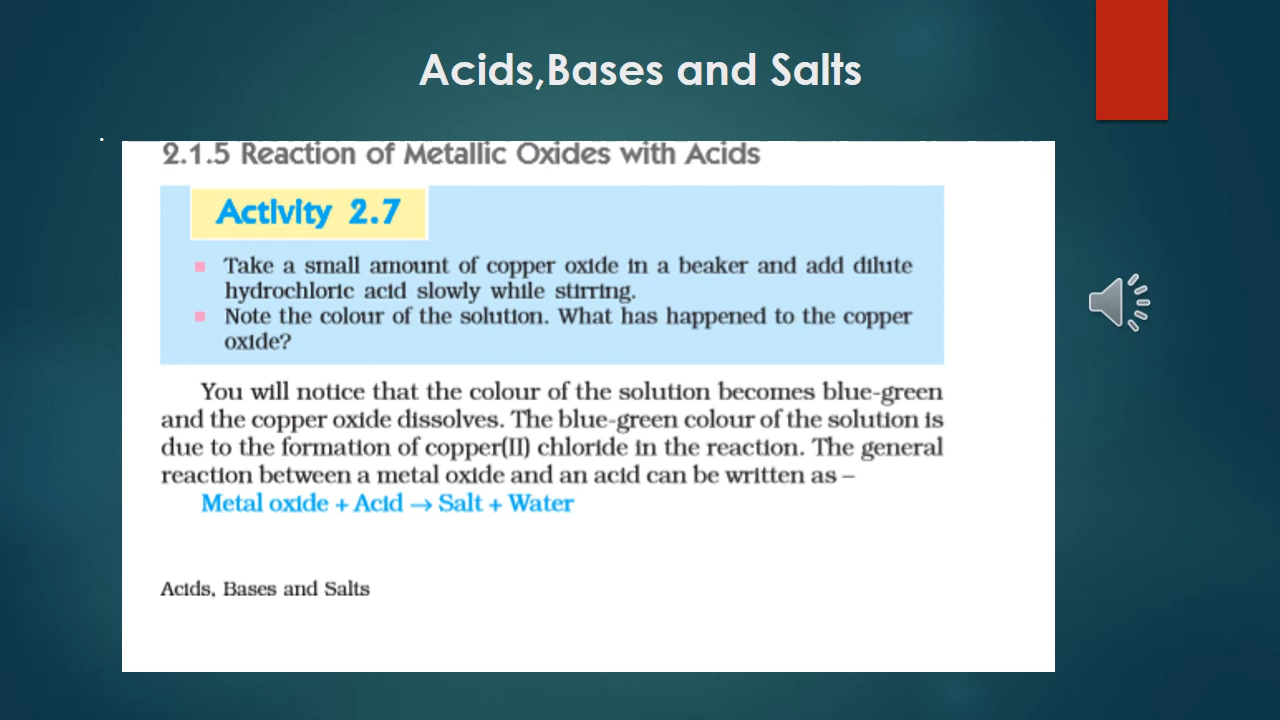 Acids,Bases and Salts
.
2.1.5 Reaction of Metallic Oxides with Acids
Activity 2.7
Take a small amount of copper oxide in a beaker and add dilute
hydrochloric acid slowly while stirring.
Note the colour of the solution. What has happened to the copper
oxide?
You will notice that the colour of the solution becomes blue-green
and the copper oxide dissolves. The blue-green colour of the solution is
due to the formation of copper(II) chloride in the reaction. The general
reaction between a metal oxide and an acid can be written as –
Metal oxide + Acid → Salt + Water
Acids, Bases and Salts